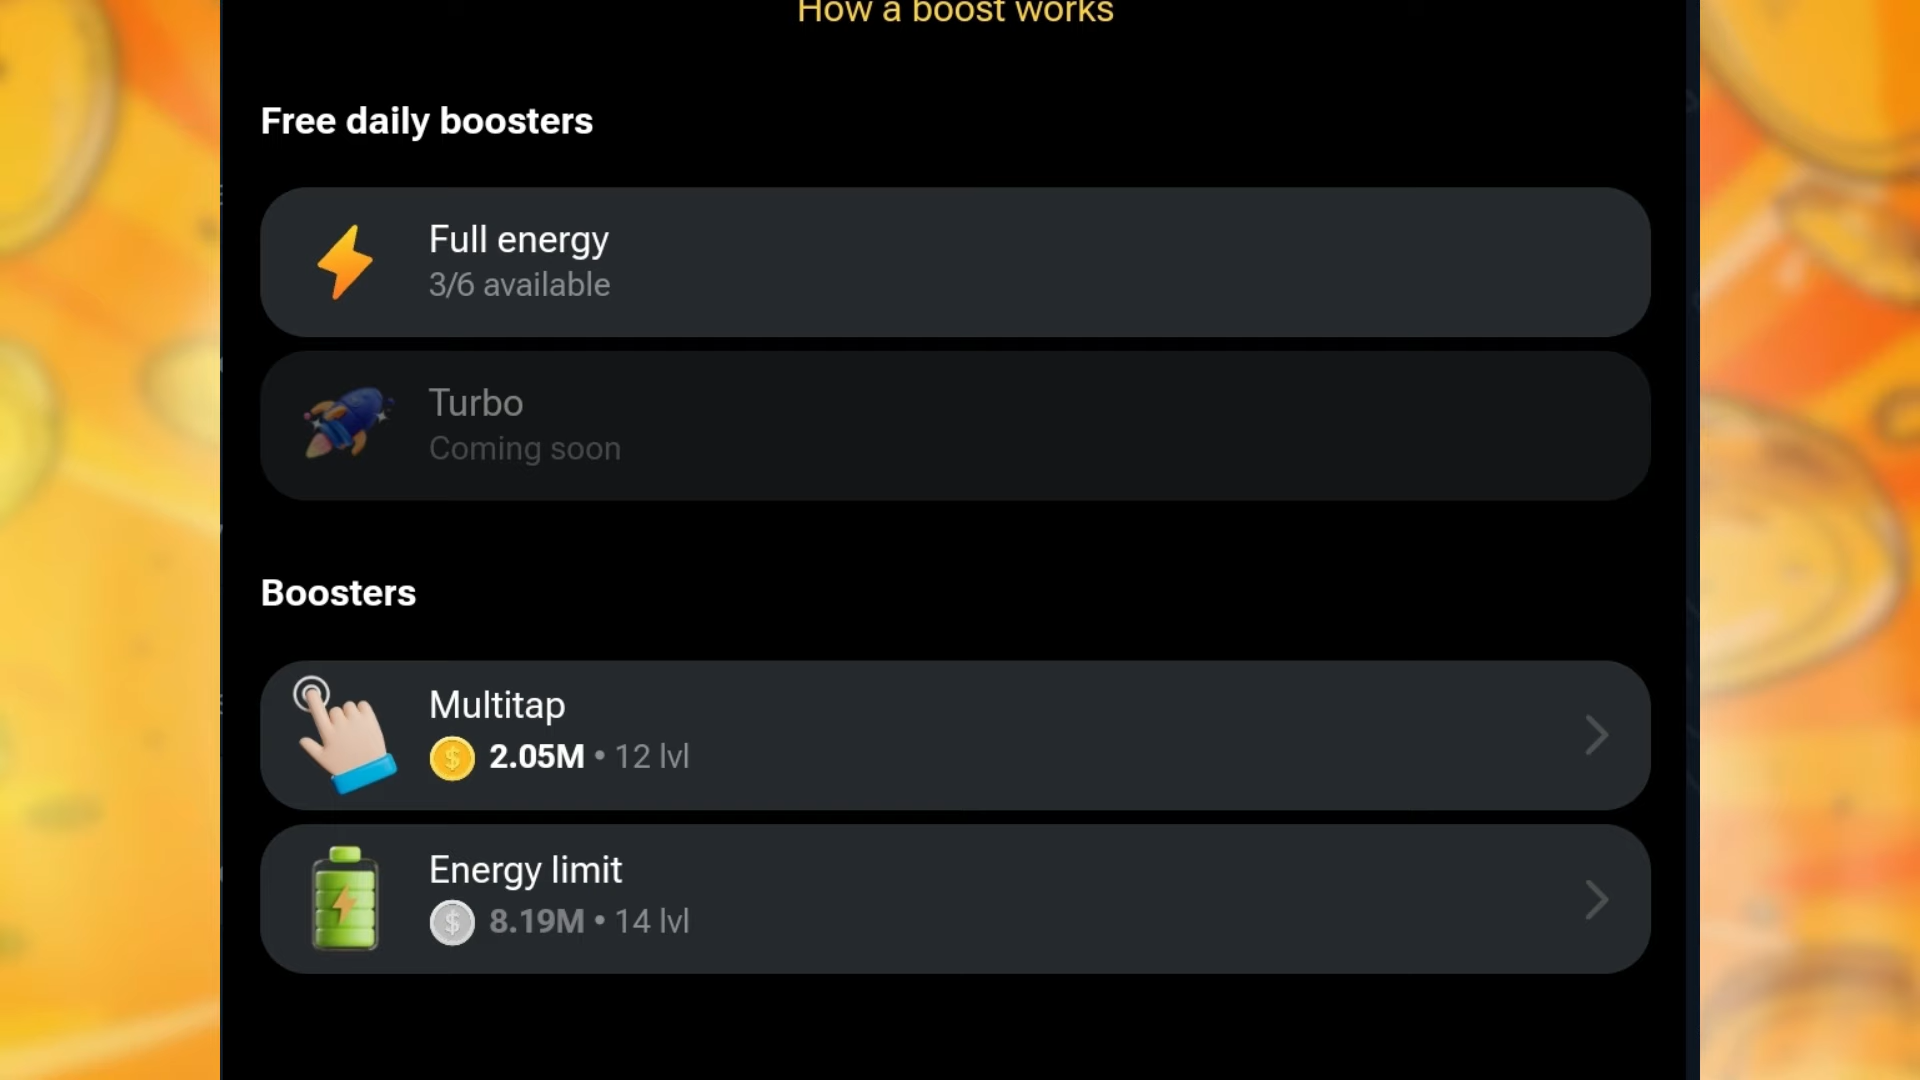 How a boost works
Free daily boosters
Full energy
3/6 available
Turbo
Coming soon
Boosters
Multitap
$ 2.05M • 12 lvl
Energy limit
$ 8.19M • 14 lvl